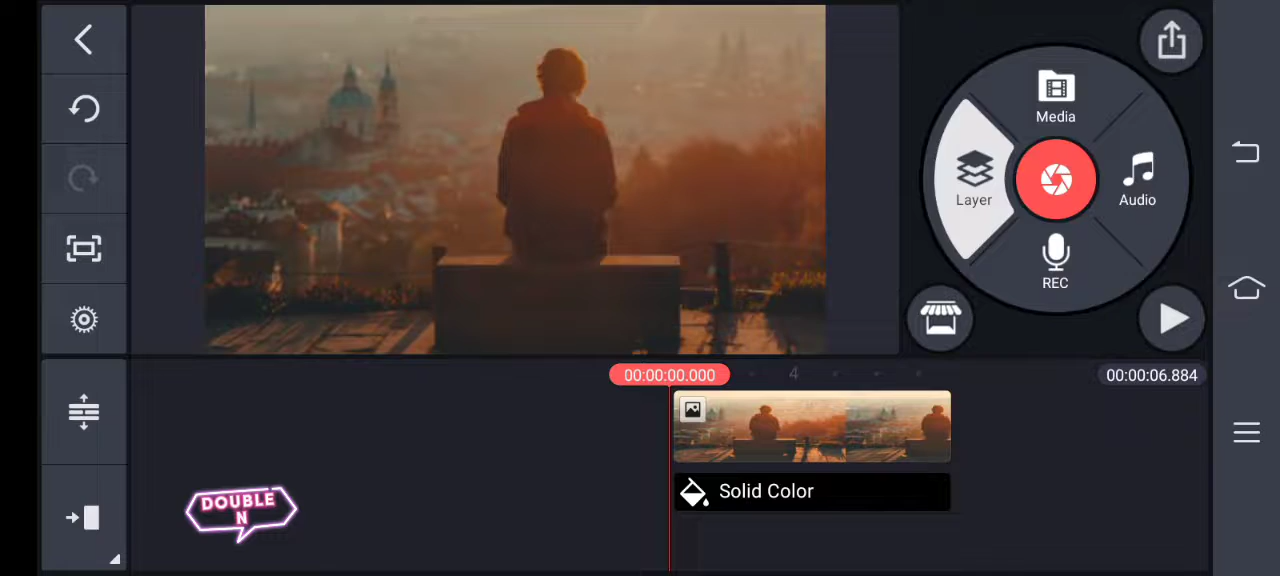 Media
Layer
Audio
REC
00:00:00.000
4
00:00:06.884
Solid Color
DOUBLE
N